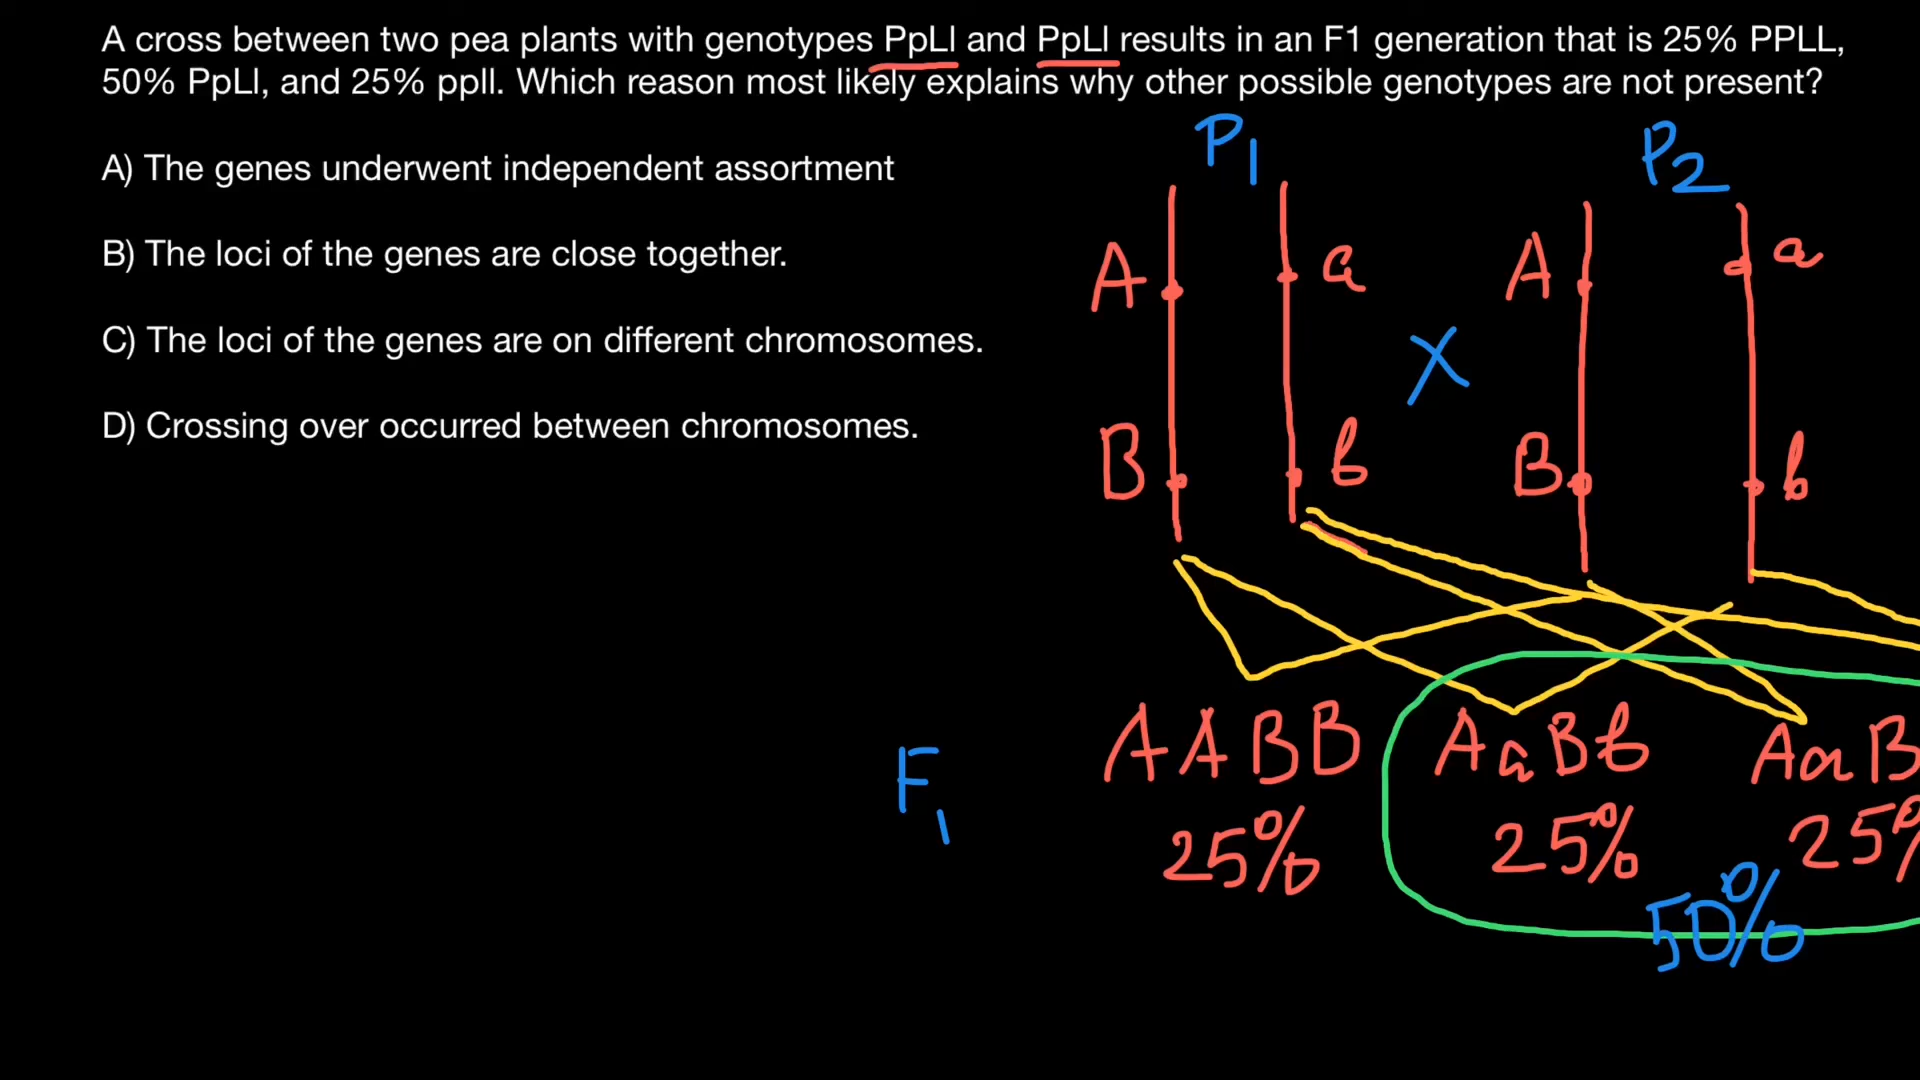 A cross between two pea plants with genotypes PpLl and PpLl results in an F1 generation that is 25% PPLL,
50% PpLl, and 25% ppll. Which reason most likely explains why other possible genotypes are not present?
P1 P2
A) The genes underwent independent assortment
B) The loci of the genes are close together.
A a X A a
C) The loci of the genes are on different chromosomes.
D) Crossing over occurred between chromosomes.
B b B b
F1 AABB AaBb AaB
25% 25% 25%
50%